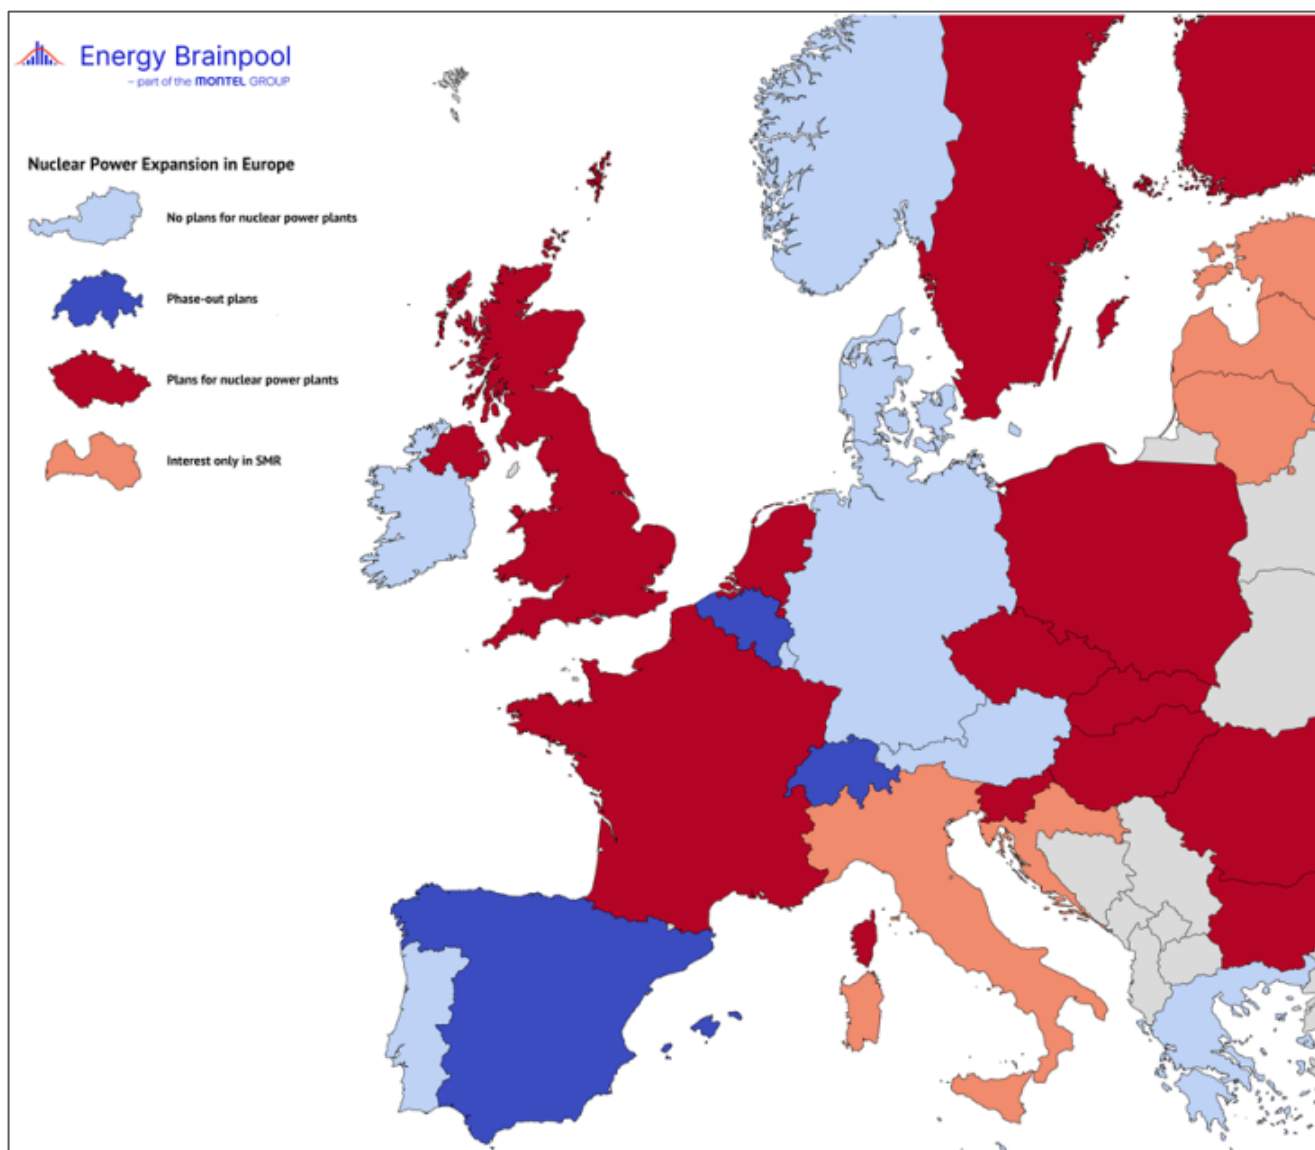 Energy Brainpool
– part of the MONTEL GROUP
Nuclear Power Expansion in Europe
No plans for nuclear power plants
Phase-out plans
Plans for nuclear power plants
Interest only in SMR